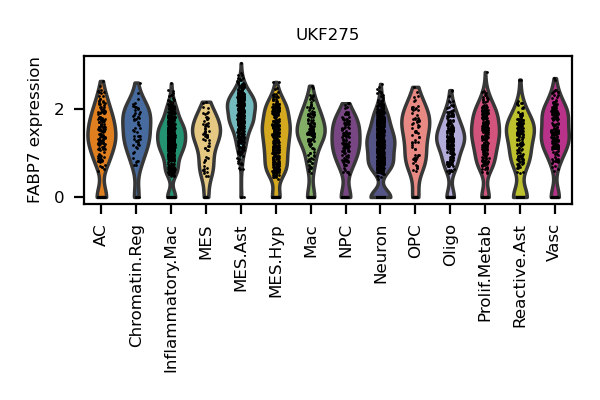 UKF275
FABP7 expression
2
0
AC
Chromatin.Reg
Inflammatory.Mac
MES
MES.Ast
MES.Hyp
Mac
NPC
Neuron
OPC
Oligo
Prolif.Metab
Reactive.Ast
Vasc